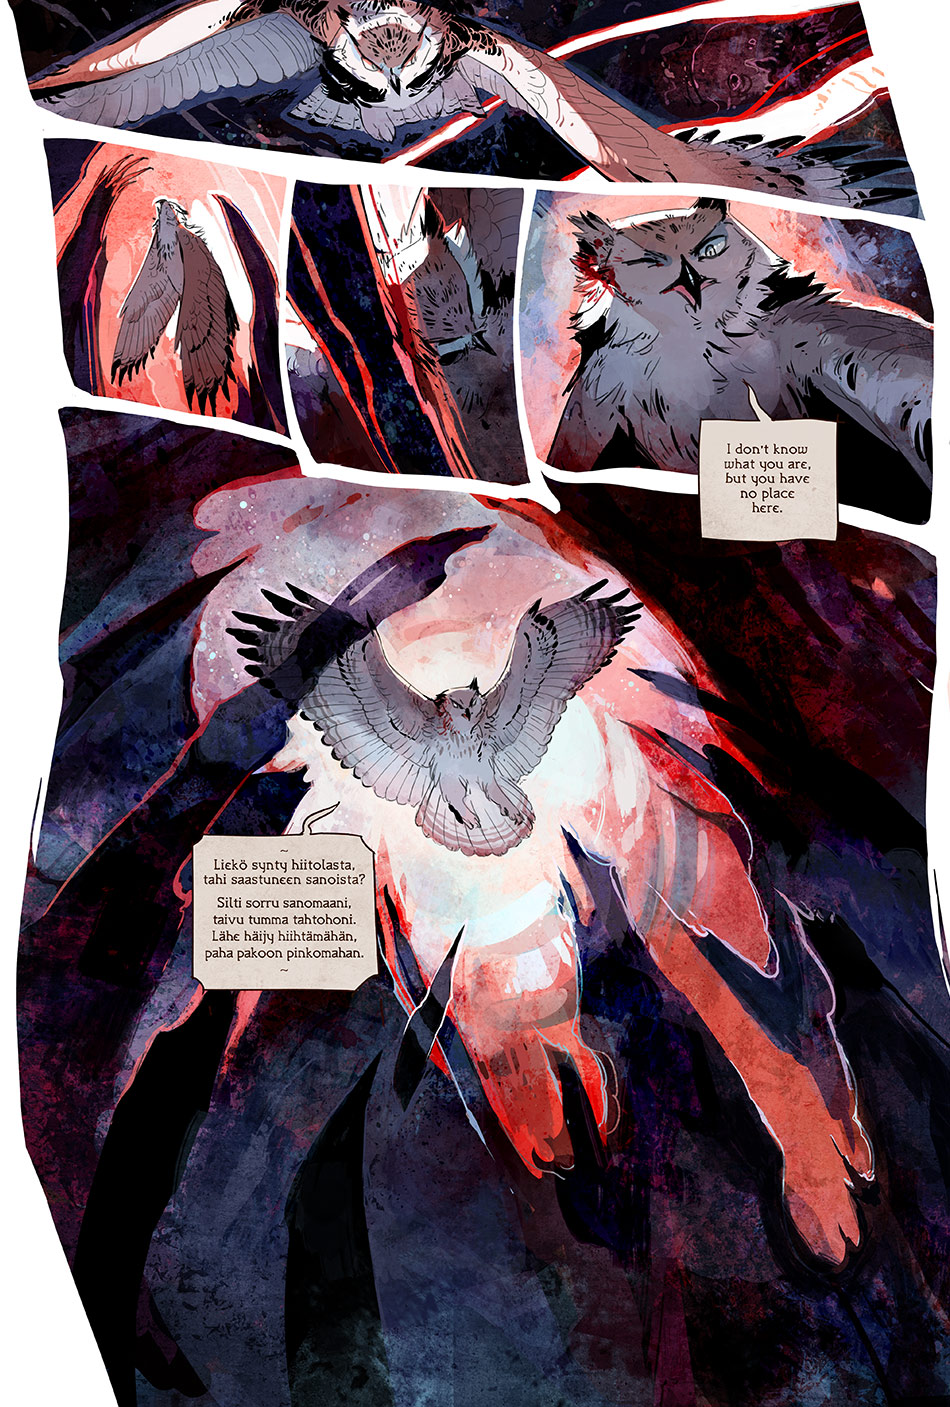 I don't know
what you are,
but you have
no place
here.
~
Liekö synty hiitolasta,
tahi saastuneen sanoista?
Silti sorru sanomaani,
taivu tumma tahtohoni.
Lähe häijy hiihtämähän,
paha pakoon pinkomahan.
~